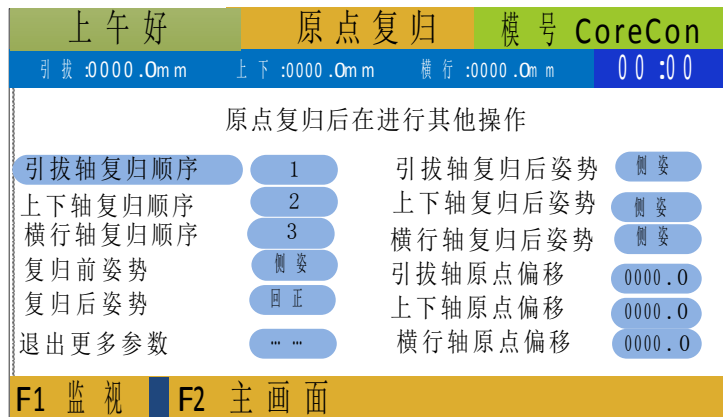 上午好 原点复归 模号 CoreCon
引拔:0000.0mm 上下:0000.0mm 横行:0000.0mm 00:00
原点复归后在进行其他操作
引拔轴复归顺序 1 引拔轴复归后姿势 侧姿
上下轴复归顺序 2 上下轴复归后姿势 侧姿
横行轴复归顺序 3 横行轴复归后姿势 侧姿
复归前姿势 侧姿 引拔轴原点偏移 0000.0
复归后姿势 回正 上下轴原点偏移 0000.0
退出更多参数 …… 横行轴原点偏移 0000.0
F1 监视 F2 主画面